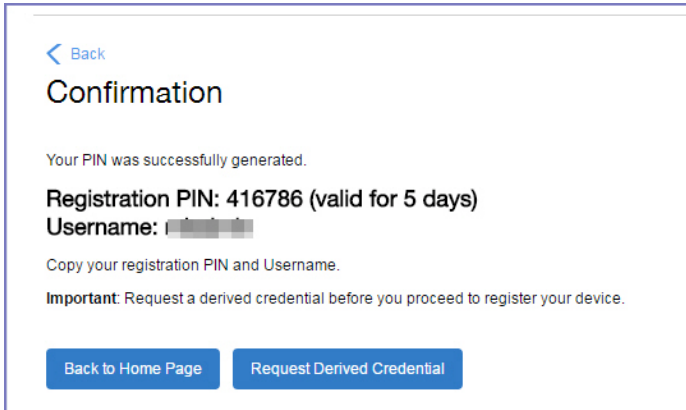 Back
Confirmation
Your PIN was successfully generated.
Registration PIN: 416786 (valid for 5 days)
Username:
Copy your registration PIN and Username.
Important: Request a derived credential before you proceed to register your device.
Back to Home Page
Request Derived Credential